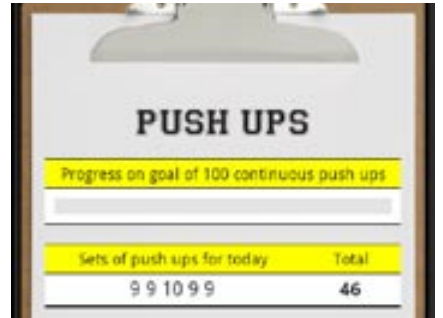 PUSH UPS
Progress on goal of 100 continuous push ups
Sets of push ups for today Total
9 9 10 9 9 46